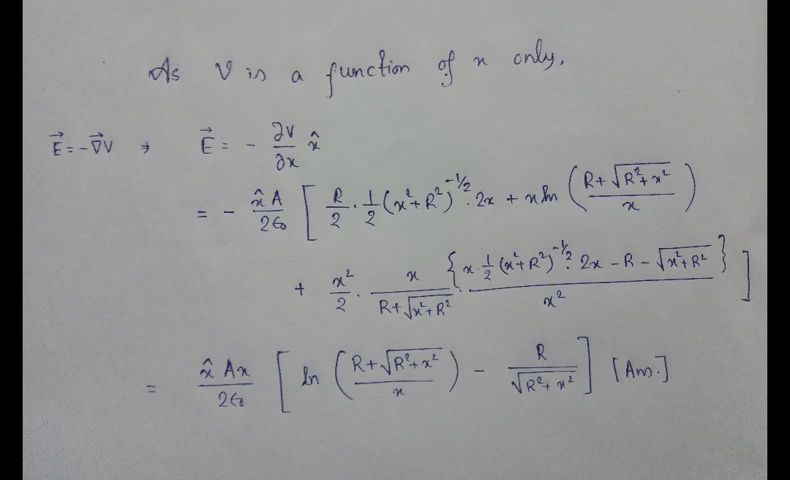 As V is a function of x only,
E⃗ = -∇⃗V ⇒ E⃗ = - ∂V/∂x x̂
= - x̂A/2ϵ₀ [ R/2 · 1/2 (x²+R²)^(-1/2) · 2x + x ln ( (R+√(R²+x²))/x )
+ x²/2 · x/(R+√(x²+R²)) · {x · 1/2 (x²+R²)^(-1/2) · 2x - R - √(x²+R²)}/x² ]
= x̂ Ax/2ϵ₀ [ ln ( (R+√(R²+x²))/x ) - R/√(R²+x²) ] [Ans.]